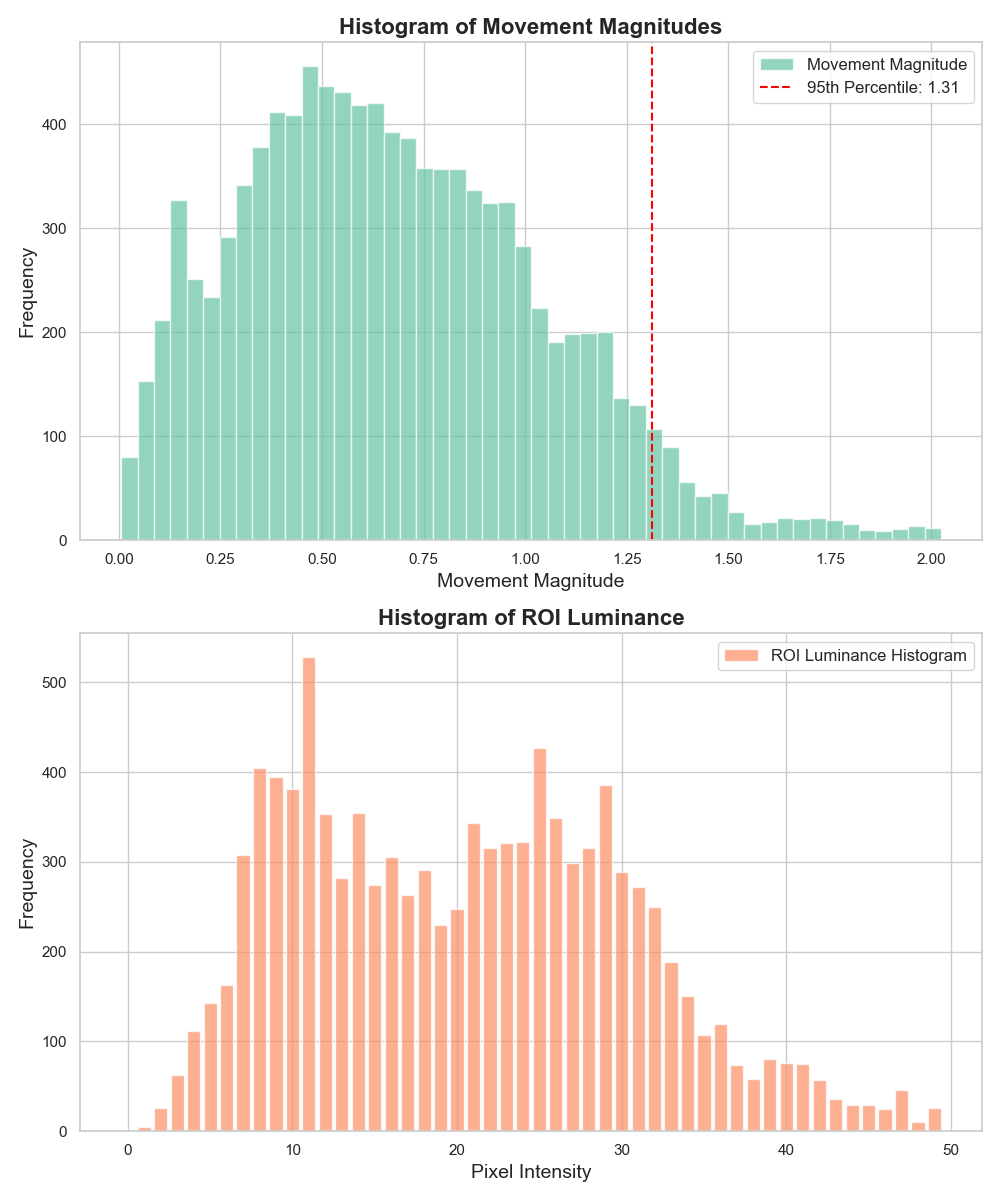 Histogram of Movement Magnitudes
Movement Magnitude
95th Percentile: 1.31
Frequency
400
300
200
100
0
0.00 0.25 0.50 0.75 1.00 1.25 1.50 1.75 2.00
Movement Magnitude
Histogram of ROI Luminance
ROI Luminance Histogram
Frequency
500
400
300
200
100
0
0 10 20 30 40 50
Pixel Intensity